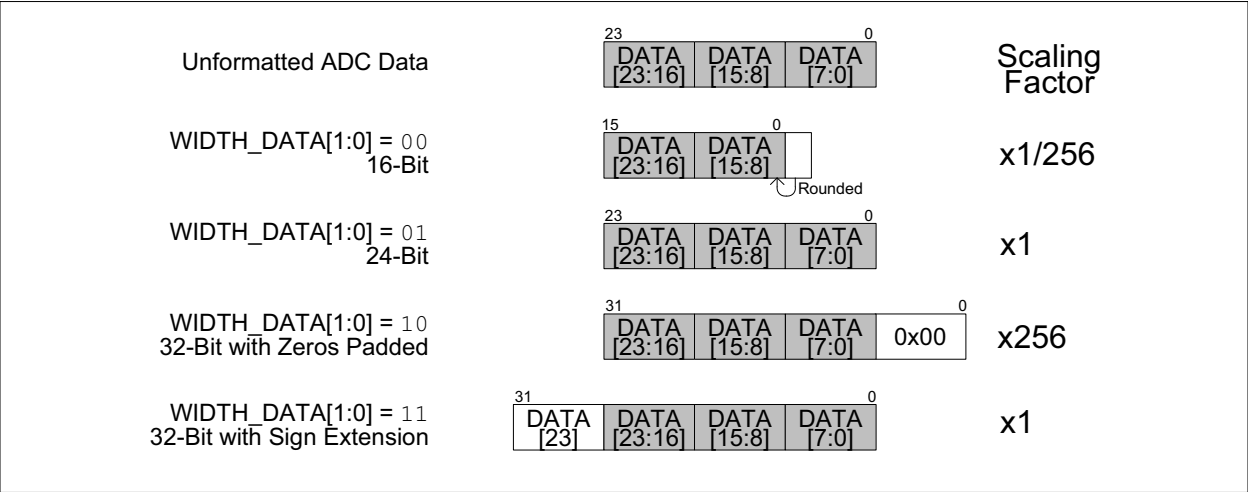 23 0
Unformatted ADC Data
DATA DATA DATA
[23:16] [15:8] [7:0]
Scaling
Factor
15 0
WIDTH_DATA[1:0] = 00
16-Bit
DATA DATA
[23:16] [15:8]
x1/256
Rounded
23 0
WIDTH_DATA[1:0] = 01
24-Bit
DATA DATA DATA
[23:16] [15:8] [7:0]
x1
31 0
WIDTH_DATA[1:0] = 10
32-Bit with Zeros Padded
DATA DATA DATA
[23:16] [15:8] [7:0]
0x00
x256
31 0
WIDTH_DATA[1:0] = 11
32-Bit with Sign Extension
DATA DATA DATA DATA
[23] [23:16] [15:8] [7:0]
x1